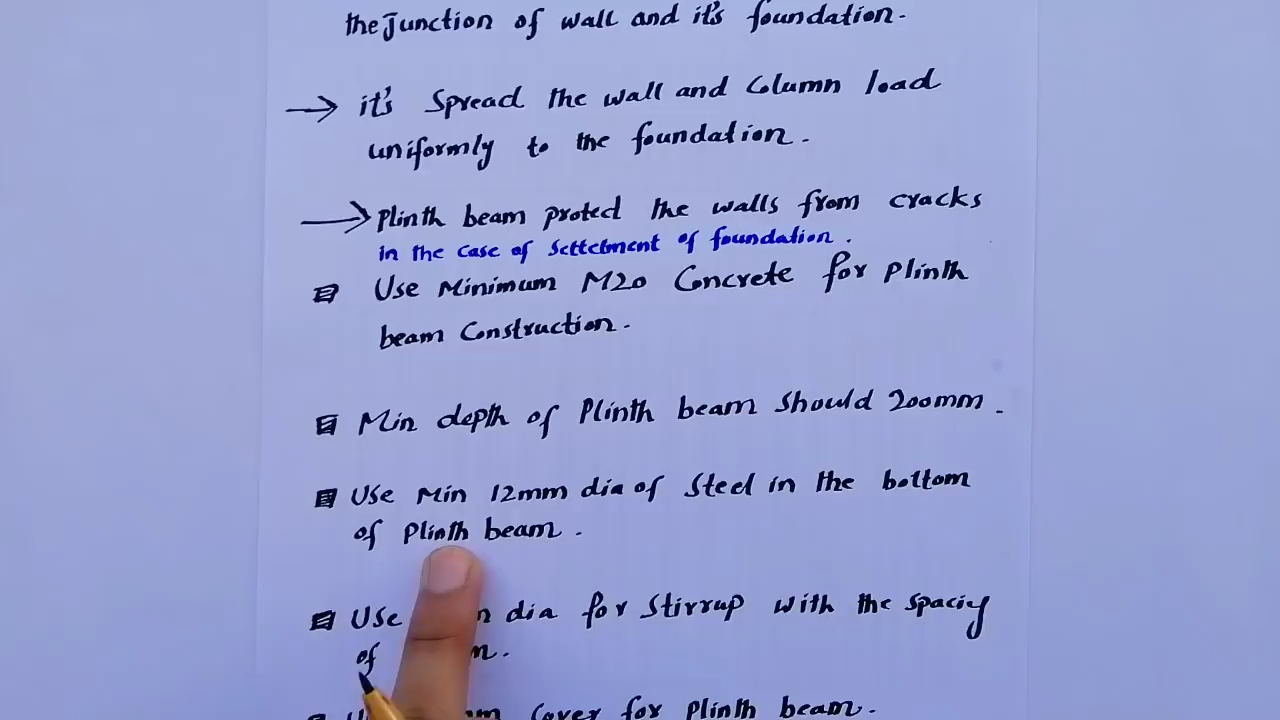 the Junction of wall and it's foundation.
→ it's Spread the wall and Column load
uniformly to the foundation.
→ Plinth beam proted the walls from cracks
in the case of Settelment of foundation.
Use Minimum M20 Concrete for Plinth
beam Construction.
Min depth of Plinth beam Should 200mm.
Use Min 12mm dia of Steel in the bottom
of Plinth beam.
Use dia for Stirrup with the Spacing
of
Cover for Plinth beam.